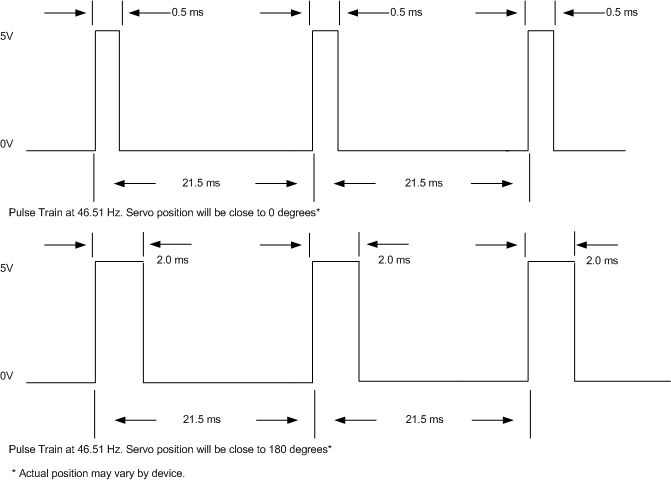 0.5 ms 0.5 ms 0.5 ms
5V
0V
21.5 ms 21.5 ms
Pulse Train at 46.51 Hz. Servo position will be close to 0 degrees*
2.0 ms 2.0 ms 2.0 ms
5V
0V
21.5 ms 21.5 ms
Pulse Train at 46.51 Hz. Servo position will be close to 180 degrees*
* Actual position may vary by device.